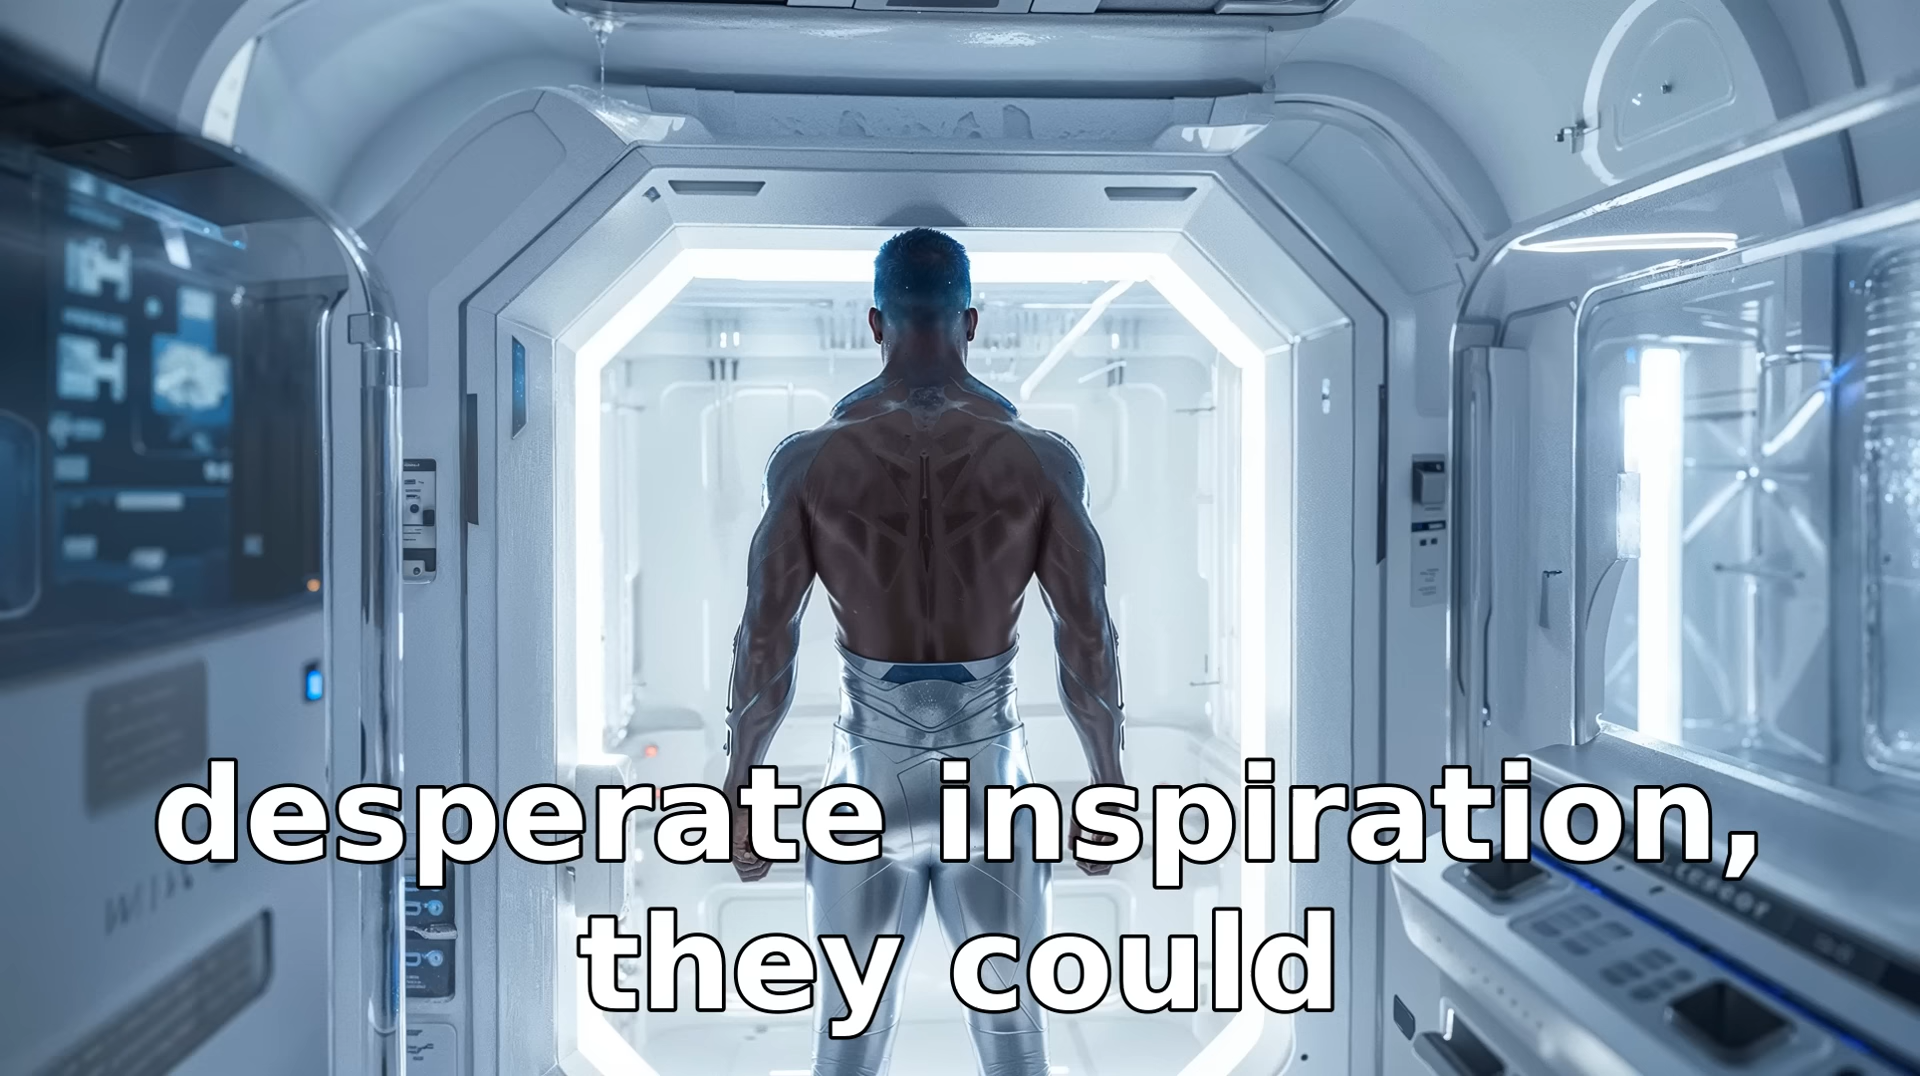 desperate inspiration,
they could